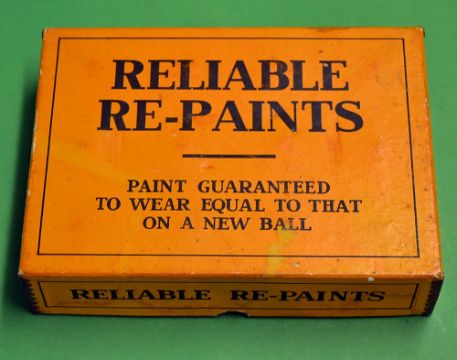 RELIABLE
RE-PAINTS
PAINT GUARANTEED
TO WEAR EQUAL TO THAT
ON A NEW BALL
RELIABLE RE-PAINTS